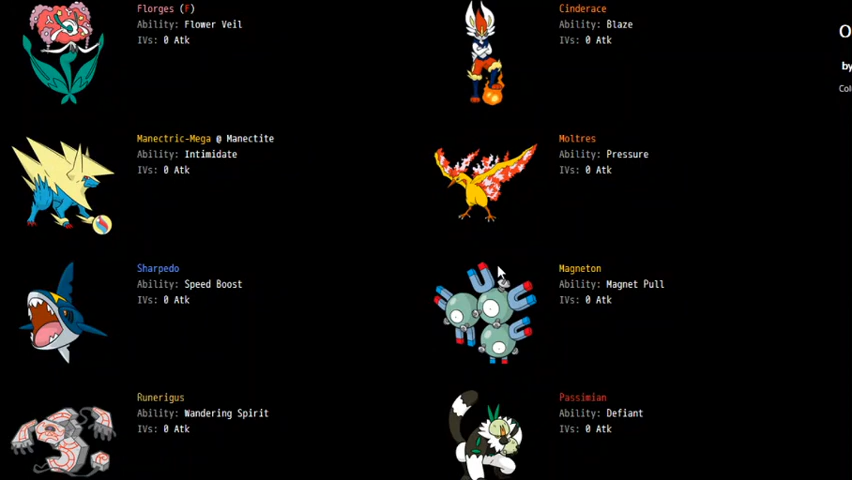 Florges (F)
Ability: Flower Veil
IVs: 0 Atk
Cinderace
Ability: Blaze
IVs: 0 Atk
by
Manectric-Mega @ Manectite
Ability: Intimidate
IVs: 0 Atk
Moltres
Ability: Pressure
IVs: 0 Atk
Sharpedo
Ability: Speed Boost
IVs: 0 Atk
Magneton
Ability: Magnet Pull
IVs: 0 Atk
Runerigus
Ability: Wandering Spirit
IVs: 0 Atk
Passimian
Ability: Defiant
IVs: 0 Atk